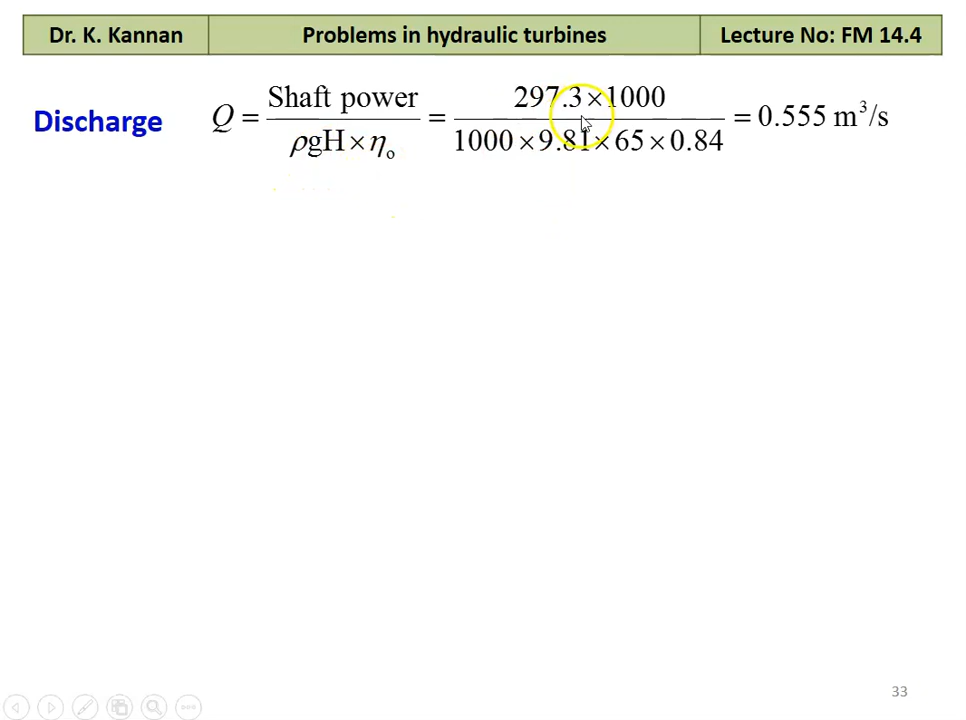 Dr. K. Kannan Problems in hydraulic turbines Lecture No: FM 14.4
Discharge Q = Shaft power / ρgH × ηₒ = 297.3×1000 / 1000 × 9.81 × 65 × 0.84 = 0.555 m³/s
33